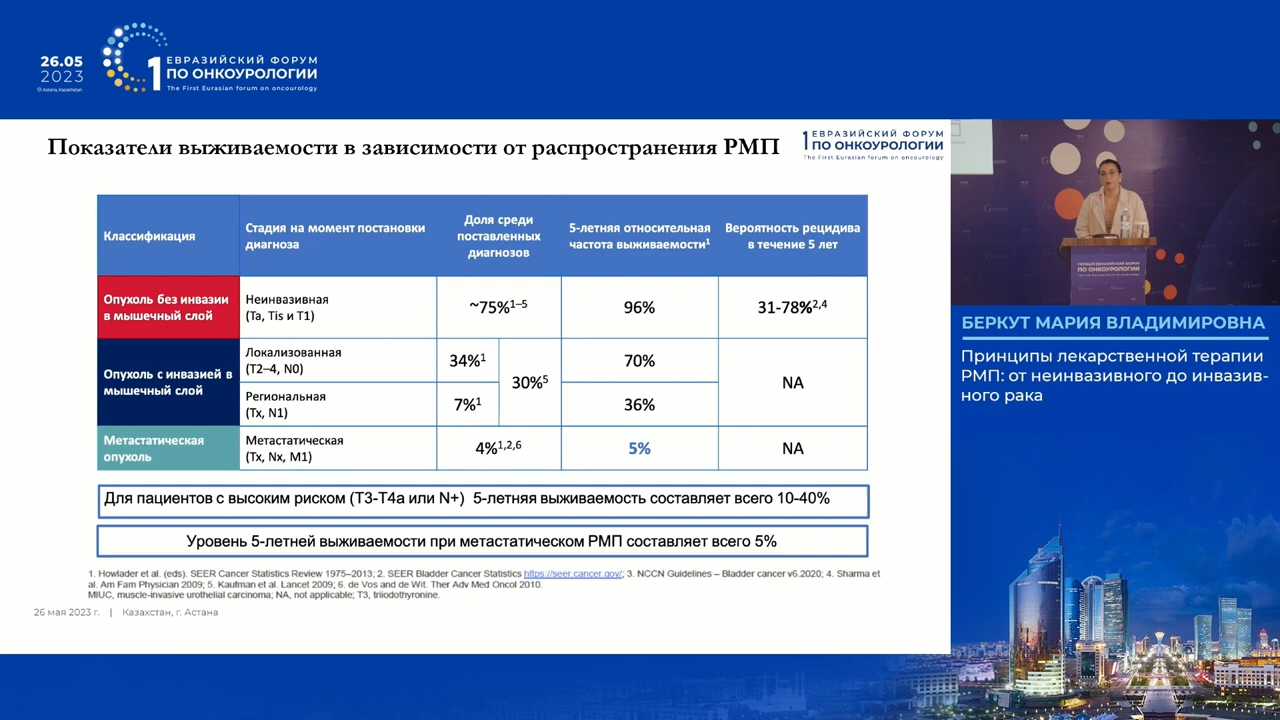 26.05
2023
Astana, Kazakhstan
1 ЕВРАЗИЙСКИЙ ФОРУМ
ПО ОНКОУРОЛОГИИ
The First Eurasian forum on oncourology
Показатели выживаемости в зависимости от распространения РМП
1 ЕВРАЗИЙСКИЙ ФОРУМ
ПО ОНКОУРОЛОГИИ
The First Eurasian forum on oncourology
Классификация
Стадия на момент постановки
диагноза
Доля среди
поставленных
диагнозов
5-летняя относительная
частота выживаемости¹
Вероятность рецидива
в течение 5 лет
Опухоль без инвазии
в мышечный слой
Неинвазивная
(Ta, Tis и T1)
~75%¹⁻⁵
96%
31-78%²,⁴
Опухоль с инвазией в
мышечный слой
Локализованная
(T2–4, N0)
34%¹
30%⁵
70%
NA
Региональная
(Tx, N1)
7%¹
36%
Метастатическая
опухоль
Метастатическая
(Tx, Nx, M1)
4%¹,²,⁶
5%
NA
Для пациентов с высоким риском (T3-T4a или N+) 5-летняя выживаемость составляет всего 10-40%
Уровень 5-летней выживаемости при метастатическом РМП составляет всего 5%
1. Howlader et al. (eds). SEER Cancer Statistics Review 1975–2013; 2. SEER Bladder Cancer Statistics https://seer.cancer.gov/; 3. NCCN Guidelines – Bladder cancer v6.2020; 4. Sharma et
al. Am Fam Physician 2009; 5. Kaufman et al. Lancet 2009; 6. de Vos and de Wit. Ther Adv Med Oncol 2010.
MIUC, muscle-invasive urothelial carcinoma; NA, not applicable; T3, triiodothyronine.
26 мая 2023 г. | Казахстан, г. Астана
ПЕРВЫЙ ЕВРАЗИЙСКИЙ ФОРУМ
ПО ОНКОУРОЛОГИИ
БЕРКУТ МАРИЯ ВЛАДИМИРОВНА
Принципы лекарственной терапии
РМП: от неинвазивного до инвазив-
ного рака